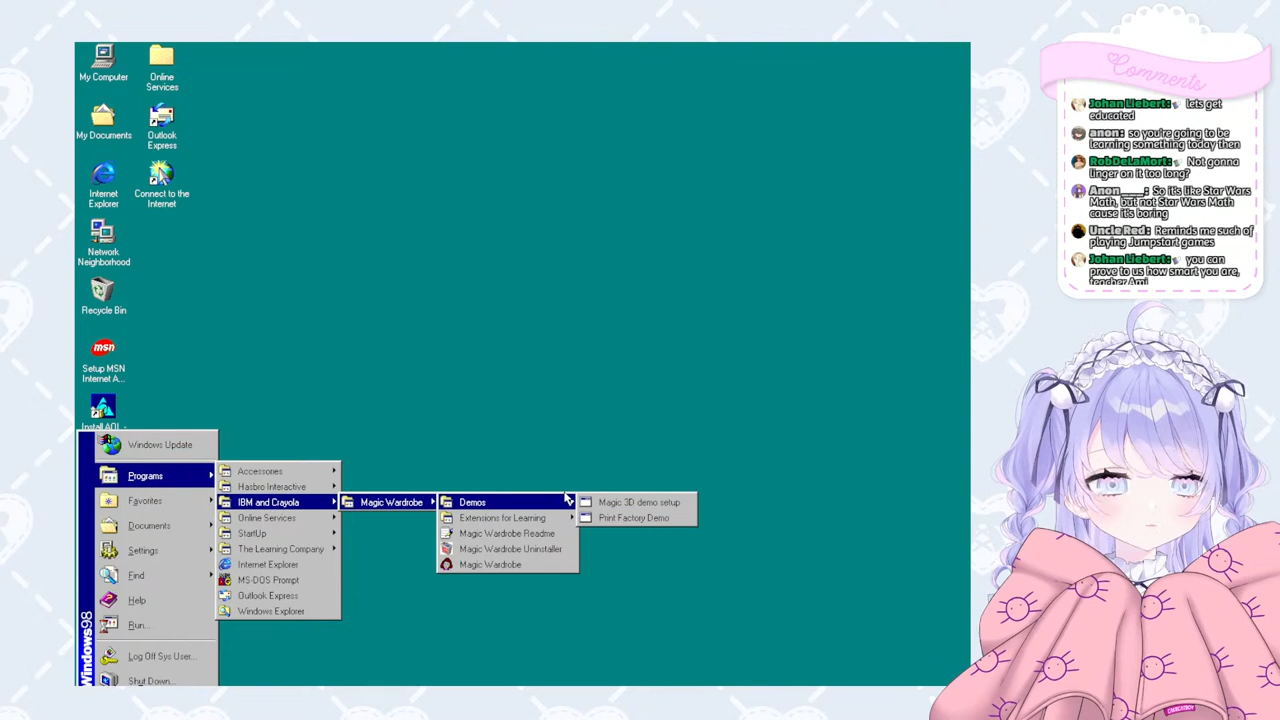 My Computer
Online
Services
My Documents
Outlook
Express
Internet
Explorer
Connect to the
Internet
Network
Neighborhood
Recycle Bin
msn
Setup MSN
Internet A...
Install AOL -
Windows98
Windows Update
Programs
Favorites
Documents
Settings
Find
Help
Run...
Log Off Sys User...
Shut Down...
Accessories
Hasbro Interactive
IBM and Crayola
Online Services
StartUp
The Learning Company
Internet Explorer
MS-DOS Prompt
Outlook Express
Windows Explorer
Magic Wardrobe
Demos
Extensions for Learning
Magic Wardrobe Readme
Magic Wardrobe Uninstaller
Magic Wardrobe
Magic 3D demo setup
Print Factory Demo
Comments
Johan Liebert: lets get
educated
anon: so you're going to be
learning something today then
RobDeLaMort: Not gonna
linger on it too long?
Anon___: So it's like Star Wars
Math, but not Star Wars Math
cause it's boring
UncleRed: Reminds me such of
playing Jumpstart games
Johan Liebert: you can
prove to us how smart you are,
teacher Ami